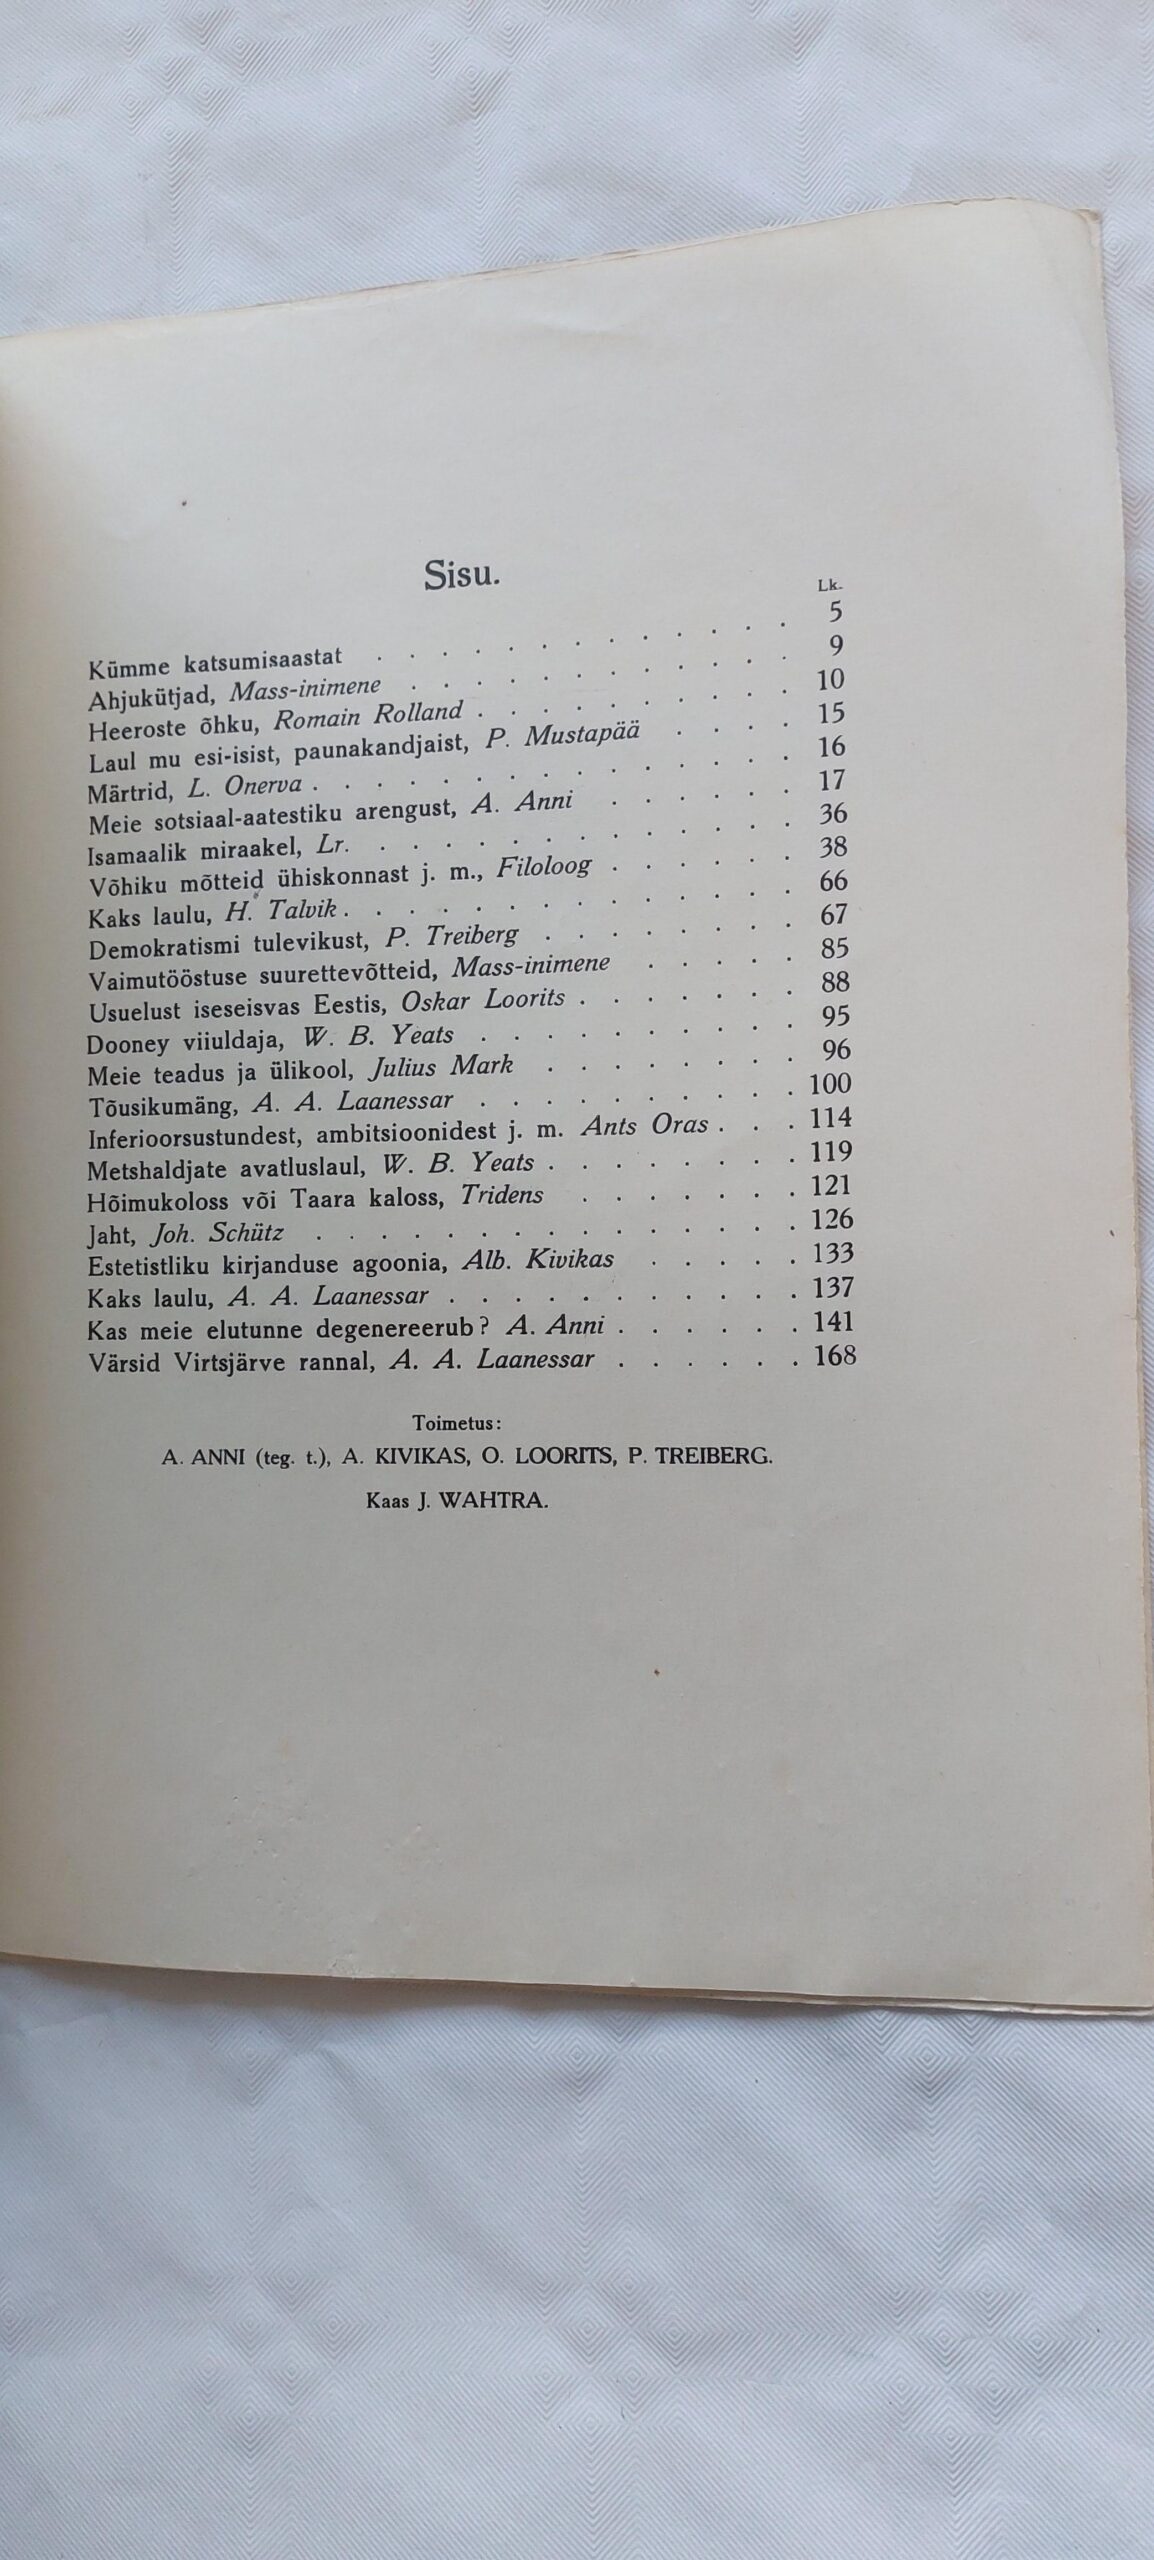 Sisu.
Lk.
Kümme katsumisaastat . . . . . . . . . . . . . 5
Ahjukütjad, Mass-inimene . . . . . . . . . . . . 9
Heeroste õhku, Romain Rolland . . . . . . . . . . 10
Laul mu esi-isist, paunakandjaist, P. Mustapää . . . . 15
Märtrid, L. Onerva . . . . . . . . . . . . . . . 16
Meie sotsiaal-aatestiku arengust, A. Anni . . . . . . 17
Isamaalik miraakel, Lr. . . . . . . . . . . . . . 36
Võhiku mõtteid ühiskonnast j. m., Filoloog . . . . . . 38
Kaks laulu, H. Talvik . . . . . . . . . . . . . . 66
Demokratismi tulevikust, P. Treiberg . . . . . . . . 67
Vaimutööstuse suurettevõtteid, Mass-inimene . . . . . 85
Usuelust iseseisvas Eestis, Oskar Loorits . . . . . . . 88
Dooney viiuldaja, W. B. Yeats . . . . . . . . . . 95
Meie teadus ja ülikool, Julius Mark . . . . . . . . 96
Tõusikumäng, A. A. Laanessar . . . . . . . . . . 100
Inferioorsustundest, ambitsioonidest j. m. Ants Oras . . . 114
Metshaldjate avatluslaul, W. B. Yeats . . . . . . . . 119
Hõimukoloss või Taara kaloss, Tridens . . . . . . . 121
Jaht, Joh. Schütz . . . . . . . . . . . . . . . 126
Estetistliku kirjanduse agoonia, Alb. Kivikas . . . . . 133
Kaks laulu, A. A. Laanessar . . . . . . . . . . . 137
Kas meie elutunne degenereerub? A. Anni . . . . . . 141
Värsid Virtsjärve rannal, A. A. Laanessar . . . . . . 168
Toimetus:
A. ANNI (teg. t.), A. KIVIKAS, O. LOORITS, P. TREIBERG.
Kaas J. WAHTRA.